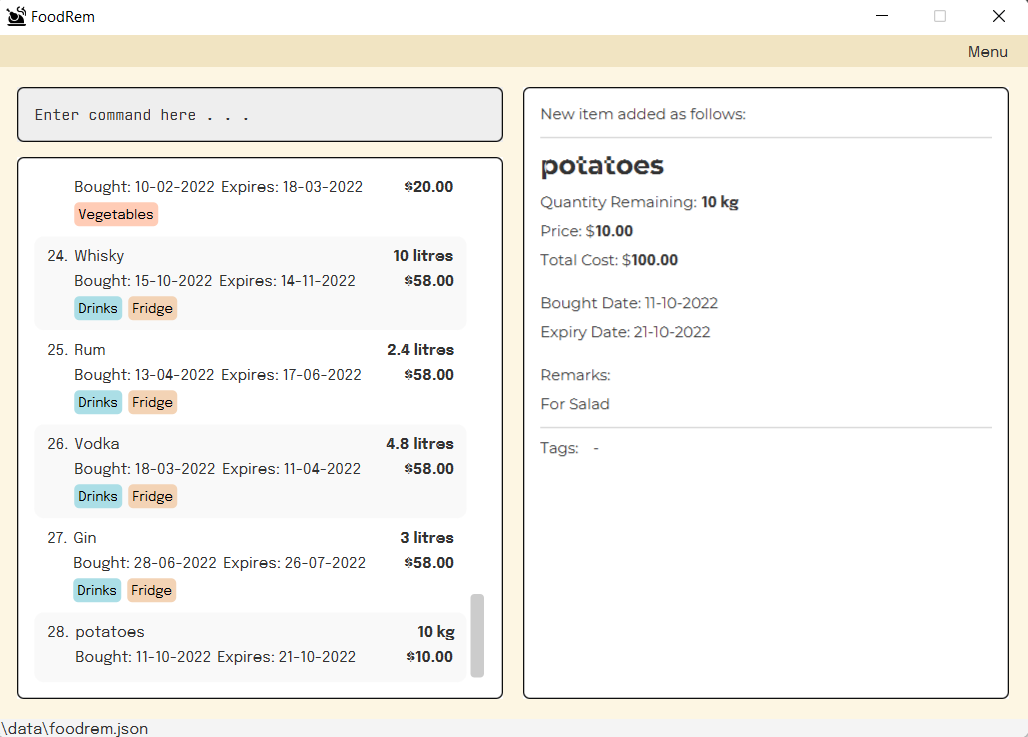 FoodRem
Menu
Enter command here . . .
Bought: 10-02-2022 Expires: 18-03-2022 $20.00
Vegetables
24. Whisky 10 litres
Bought: 15-10-2022 Expires: 14-11-2022 $58.00
Drinks Fridge
25. Rum 2.4 litres
Bought: 13-04-2022 Expires: 17-06-2022 $58.00
Drinks Fridge
26. Vodka 4.8 litres
Bought: 18-03-2022 Expires: 11-04-2022 $58.00
Drinks Fridge
27. Gin 3 litres
Bought: 28-06-2022 Expires: 26-07-2022 $58.00
Drinks Fridge
28. potatoes 10 kg
Bought: 11-10-2022 Expires: 21-10-2022 $10.00
New item added as follows:
potatoes
Quantity Remaining: 10 kg
Price: $10.00
Total Cost: $100.00
Bought Date: 11-10-2022
Expiry Date: 21-10-2022
Remarks:
For Salad
Tags: -
\data\foodrem.json